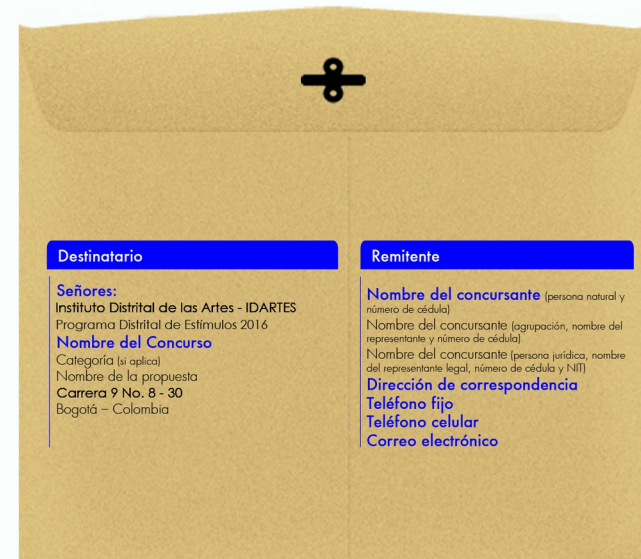 Destinatario
Señores:
Instituto Distrital de las Artes - IDARTES
Programa Distrital de Estímulos 2016
Nombre del Concurso
Categoría (si aplica)
Nombre de la propuesta
Carrera 9 No. 8 - 30
Bogotá – Colombia
Remitente
Nombre del concursante (persona natural y
número de cédula)
Nombre del concursante (agrupación, nombre del
representante y número de cédula)
Nombre del concursante (persona jurídica, nombre
del representante legal, número de cédula y NIT)
Dirección de correspondencia
Teléfono fijo
Teléfono celular
Correo electrónico